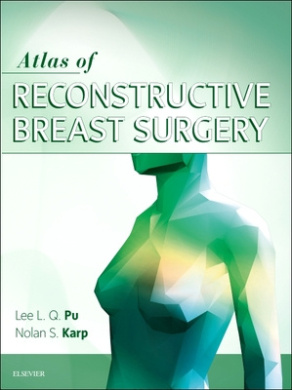 Atlas of
RECONSTRUCTIVE
BREAST SURGERY
Lee L. Q. Pu
Nolan S. Karp
ELSEVIER